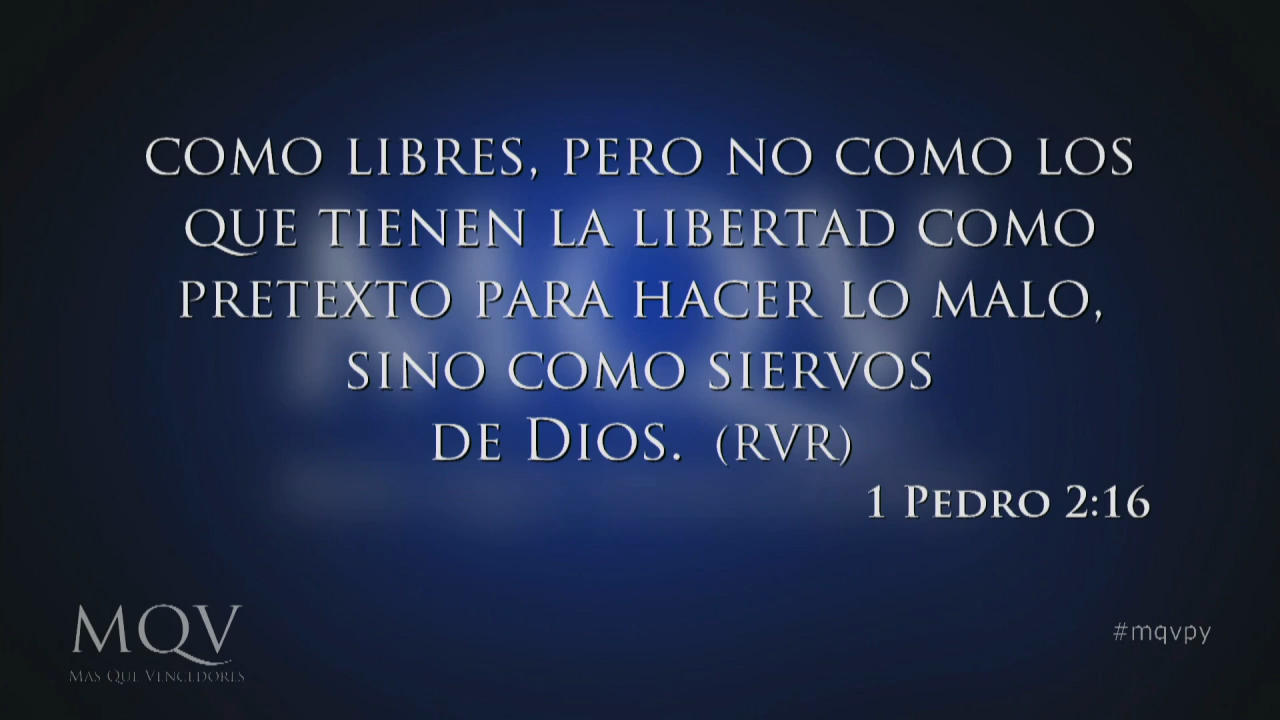 COMO LIBRES, PERO NO COMO LOS
QUE TIENEN LA LIBERTAD COMO
PRETEXTO PARA HACER LO MALO,
SINO COMO SIERVOS
DE DIOS. (RVR)
1 PEDRO 2:16
MQV
MAS QUE VENCEDORES
#mqvpy